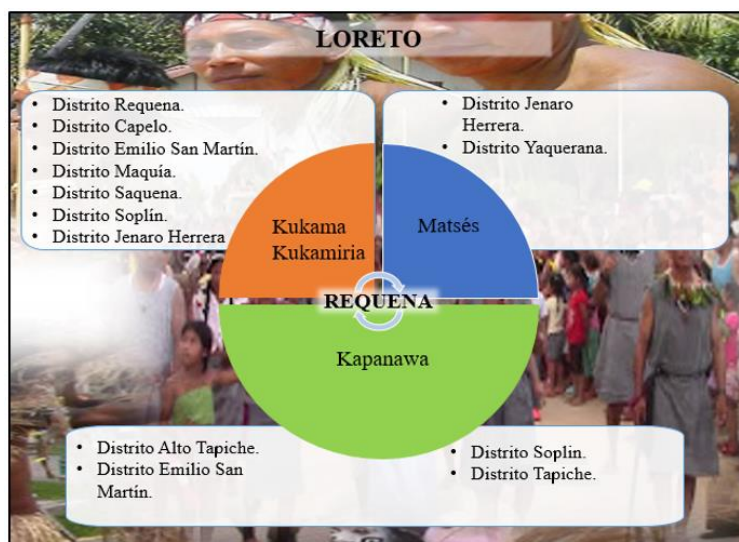 LORETO
• Distrito Requena.
• Distrito Capelo.
• Distrito Emilio San Martín.
• Distrito Maquía.
• Distrito Saquena.
• Distrito Soplín.
• Distrito Jenaro Herrera
• Distrito Jenaro
Herrera.
• Distrito Yaquerana.
Kukama
Kukamiria
Matsés
REQUENA
Kapanawa
• Distrito Alto Tapiche.
• Distrito Emilio San
Martín.
• Distrito Soplin.
• Distrito Tapiche.